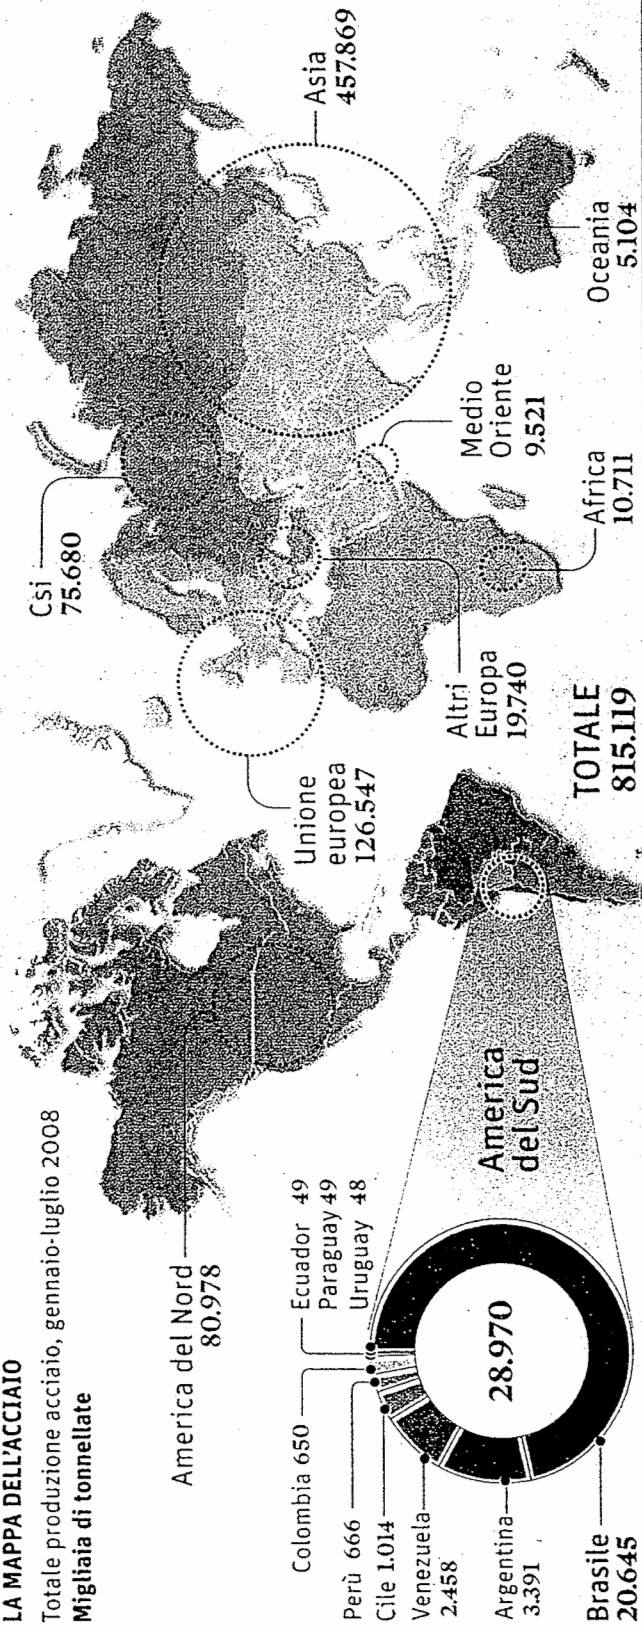 LA MAPPA DELL'ACCIAIO
Totale produzione acciaio, gennaio-luglio 2008
Migliaia di tonnellate
America del Nord
80.978
Unione
europea
126.547
Csi
75.680
Asia
457.869
Altri
Europa
19.740
Medio
Oriente
9.521
Africa
10.711
Oceania
5.104
TOTALE
815.119
America
del Sud
28.970
Ecuador 49
Paraguay 49
Uruguay 48
Colombia 650
Perù 666
Cile 1.014
Venezuela
2.458
Argentina
3.391
Brasile
20.645